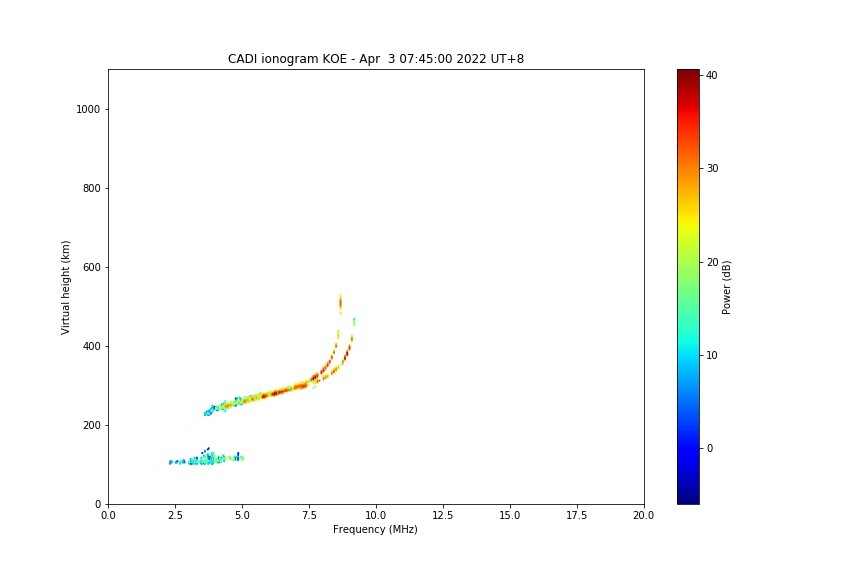 CADI ionogram KOE - Apr  3 07:45:00 2022 UT+8
Virtual height (km)
1000
800
600
400
200
0
0.0 2.5 5.0 7.5 10.0 12.5 15.0 17.5 20.0
Frequency (MHz)
40
30
20
10
0
Power (dB)